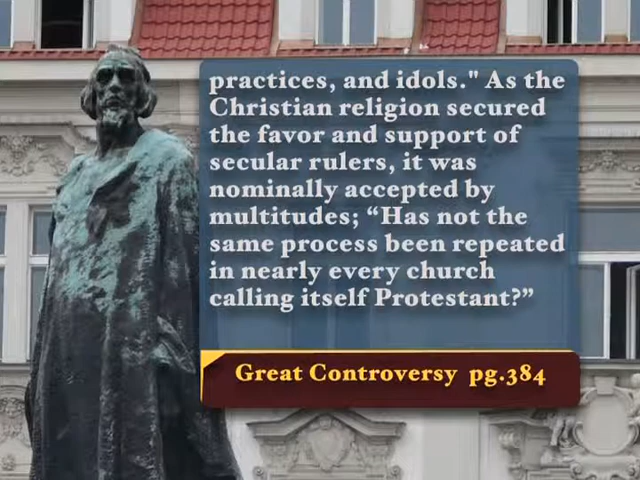 practices, and idols." As the
Christian religion secured
the favor and support of
secular rulers, it was
nominally accepted by
multitudes; “Has not the
same process been repeated
in nearly every church
calling itself Protestant?”
Great Controversy pg.384